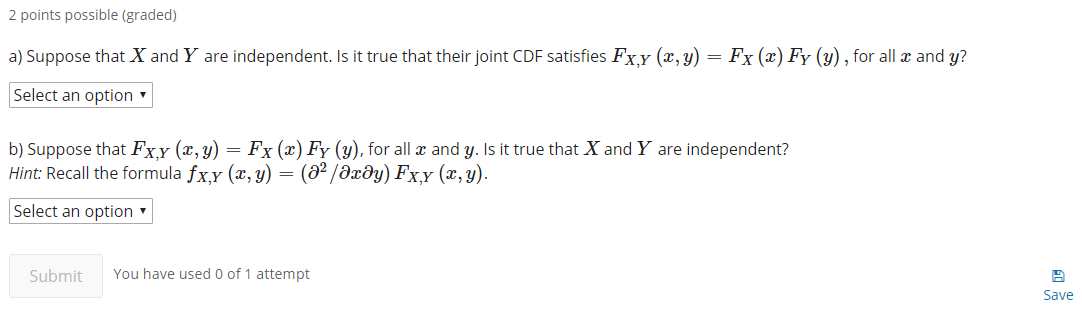 2 points possible (graded)
a) Suppose that X and Y are independent. Is it true that their joint CDF satisfies F_{X,Y} (x, y) = F_X (x) F_Y (y) , for all x and y?
Select an option ▾
b) Suppose that F_{X,Y} (x, y) = F_X (x) F_Y (y), for all x and y. Is it true that X and Y are independent?
Hint: Recall the formula f_{X,Y} (x, y) = (∂²/∂x∂y) F_{X,Y} (x, y).
Select an option ▾
Submit You have used 0 of 1 attempt
Save